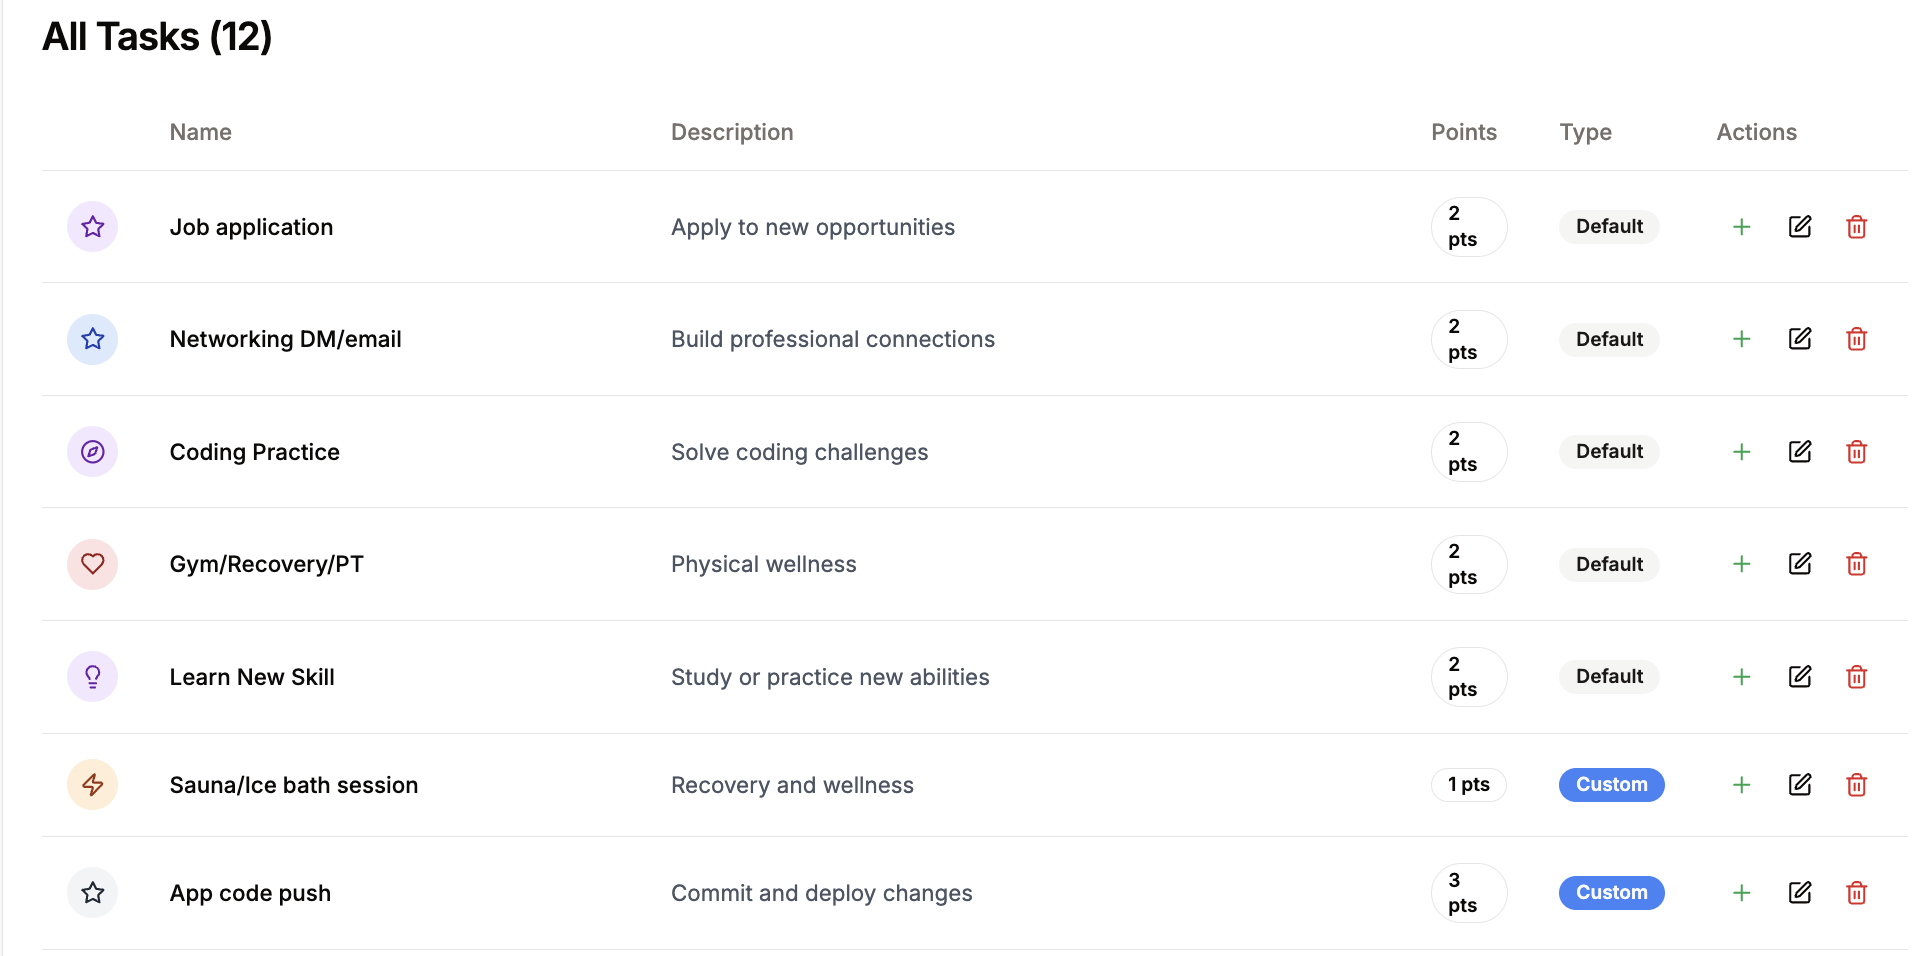 All Tasks (12)
Name Description Points Type Actions
Job application Apply to new opportunities 2 pts Default
Networking DM/email Build professional connections 2 pts Default
Coding Practice Solve coding challenges 2 pts Default
Gym/Recovery/PT Physical wellness 2 pts Default
Learn New Skill Study or practice new abilities 2 pts Default
Sauna/Ice bath session Recovery and wellness 1 pts Custom
App code push Commit and deploy changes 3 pts Custom